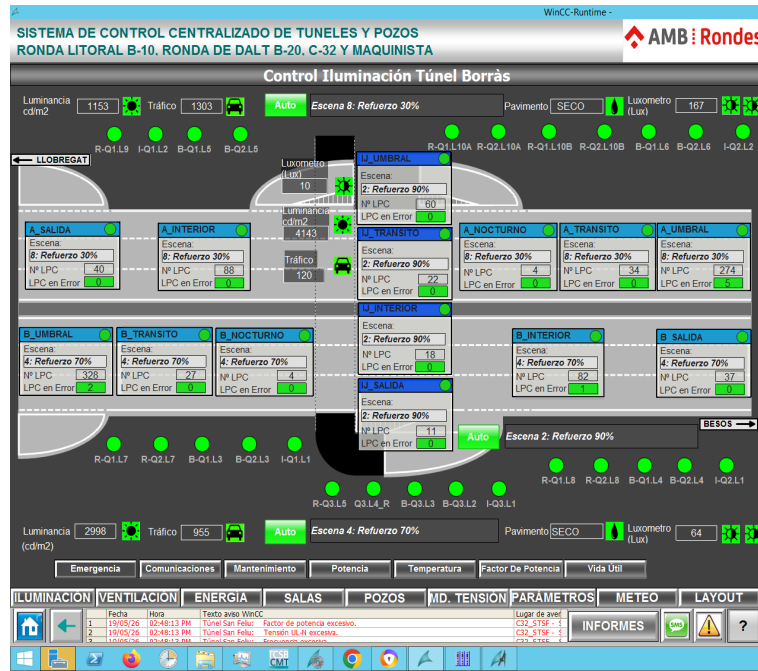 WinCC-Runtime -
SISTEMA DE CONTROL CENTRALIZADO DE TUNELES Y POZOS
RONDA LITORAL B-10, RONDA DE DALT B-20, C-32 Y MAQUINISTA
AMB Rondes
Control Iluminación Túnel Borràs
Luminancia cd/m2 1153 Tráfico 1303 Auto Escena 8: Refuerzo 30% Pavimento SECO Luxometro (Lux) 167
R-Q1.L9 I-Q1.L2 B-Q1.L5 B-Q2.L5
R-Q1.L10A R-Q2.L10A R-Q1.L10B R-Q2.L10B B-Q1.L6 B-Q2.L6 I-Q2.L2
LLOBREGAT
Luxometro (Lux)
10
Luminancia cd/m2
4143
Tráfico
120
IJ_UMBRAL
Escena:
2: Refuerzo 90%
Nº LPC 60
LPC en Error 0
A_SALIDA
Escena:
8: Refuerzo 30%
Nº LPC 40
LPC en Error 0
A_INTERIOR
Escena:
8: Refuerzo 30%
Nº LPC 88
LPC en Error 0
IJ_TRANSITO
Escena:
2: Refuerzo 90%
Nº LPC 22
LPC en Error 0
A_NOCTURNO
Escena:
8: Refuerzo 30%
Nº LPC 4
LPC en Error 0
A_TRANSITO
Escena:
8: Refuerzo 30%
Nº LPC 34
LPC en Error 0
A_UMBRAL
Escena:
8: Refuerzo 30%
Nº LPC 274
LPC en Error 5
IJ_INTERIOR
Escena:
2: Refuerzo 90%
Nº LPC 18
LPC en Error 0
B_UMBRAL
Escena:
4: Refuerzo 70%
Nº LPC 328
LPC en Error 2
B_TRANSITO
Escena:
4: Refuerzo 70%
Nº LPC 27
LPC en Error 0
B_NOCTURNO
Escena:
4: Refuerzo 70%
Nº LPC 4
LPC en Error 0
B_INTERIOR
Escena:
4: Refuerzo 70%
Nº LPC 82
LPC en Error 1
B_SALIDA
Escena:
4: Refuerzo 70%
Nº LPC 37
LPC en Error 0
IJ_SALIDA
Escena:
2: Refuerzo 90%
Nº LPC 11
LPC en Error 0
BESOS
Auto Escena 2: Refuerzo 90%
R-Q1.L7 R-Q2.L7 B-Q1.L3 B-Q2.L3 I-Q1.L1
R-Q1.L8 R-Q2.L8 B-Q1.L4 B-Q2.L4 I-Q2.L1
R-Q3.L5 Q3.L4_R B-Q3.L3 B-Q3.L2 I-Q3.L1
Luminancia (cd/m2) 2998 Tráfico 955 Auto Escena 4: Refuerzo 70% Pavimento SECO Luxometro (Lux) 64
Emergencia Comunicaciones Mantenimiento Potencia Temperatura Factor De Potencia Vida Útil
ILUMINACION VENTILACIÓN ENERGIA SALAS POZOS MD. TENSIÓN PARÁMETROS METEO LAYOUT
Fecha Hora Texto aviso WinCC Lugar de aver
1 19/05/26 02:48:13 PM Túnel San Feliu: Factor de potencia excesivo. C32_STSF - S
2 19/05/26 02:48:13 PM Túnel San Feliu: Tensión UL-N excesiva. C32_STSF - S
INFORMES
SMS
?
TCSB
CMT